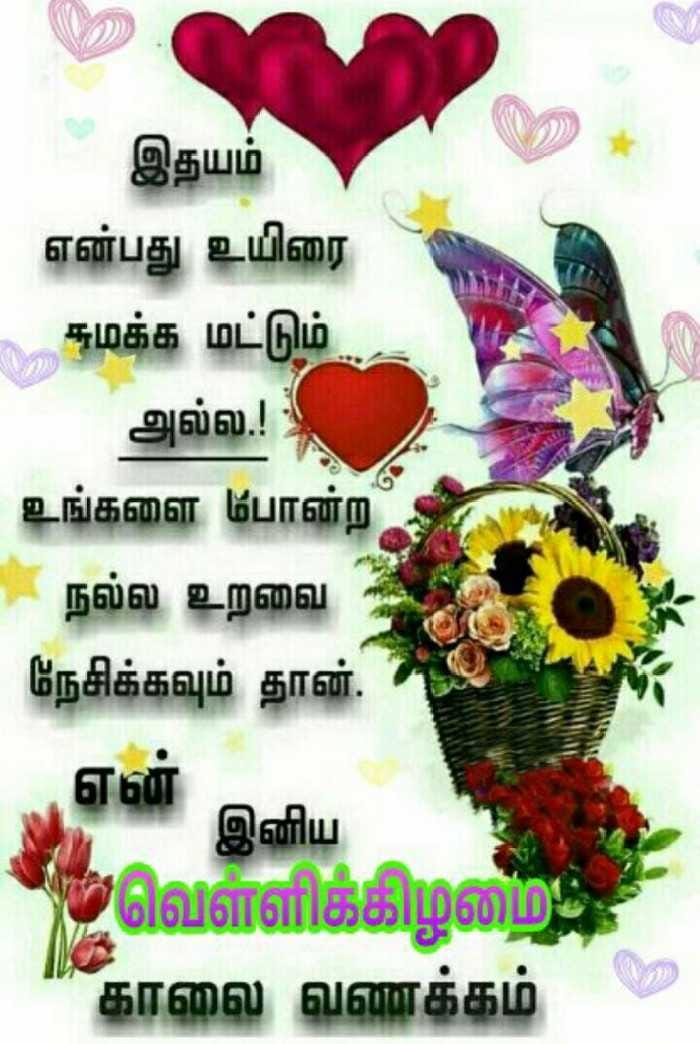 இதயம்
என்பது உயிரை
சுமக்க மட்டும்
அல்ல.!
உங்களை போன்ற
நல்ல உறவை
நேசிக்கவும் தான்.
என்
இனிய
வெள்ளிக்கிழமை
காலை வணக்கம்